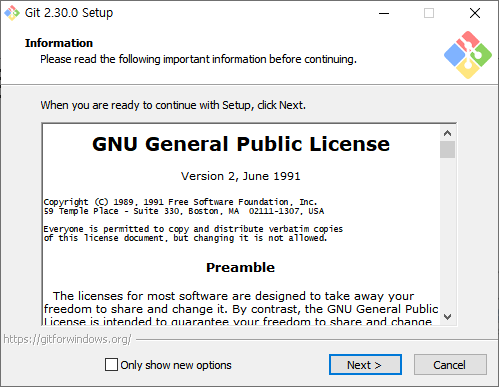 Git 2.30.0 Setup
Information
Please read the following important information before continuing.
When you are ready to continue with Setup, click Next.
GNU General Public License
Version 2, June 1991
Copyright (C) 1989, 1991 Free Software Foundation, Inc.
59 Temple Place - Suite 330, Boston, MA  02111-1307, USA
Everyone is permitted to copy and distribute verbatim copies
of this license document, but changing it is not allowed.
Preamble
The licenses for most software are designed to take away your
freedom to share and change it. By contrast, the GNU General Public
License is intended to guarantee your freedom to share and change
https://gitforwindows.org/
Only show new options
Next >
Cancel